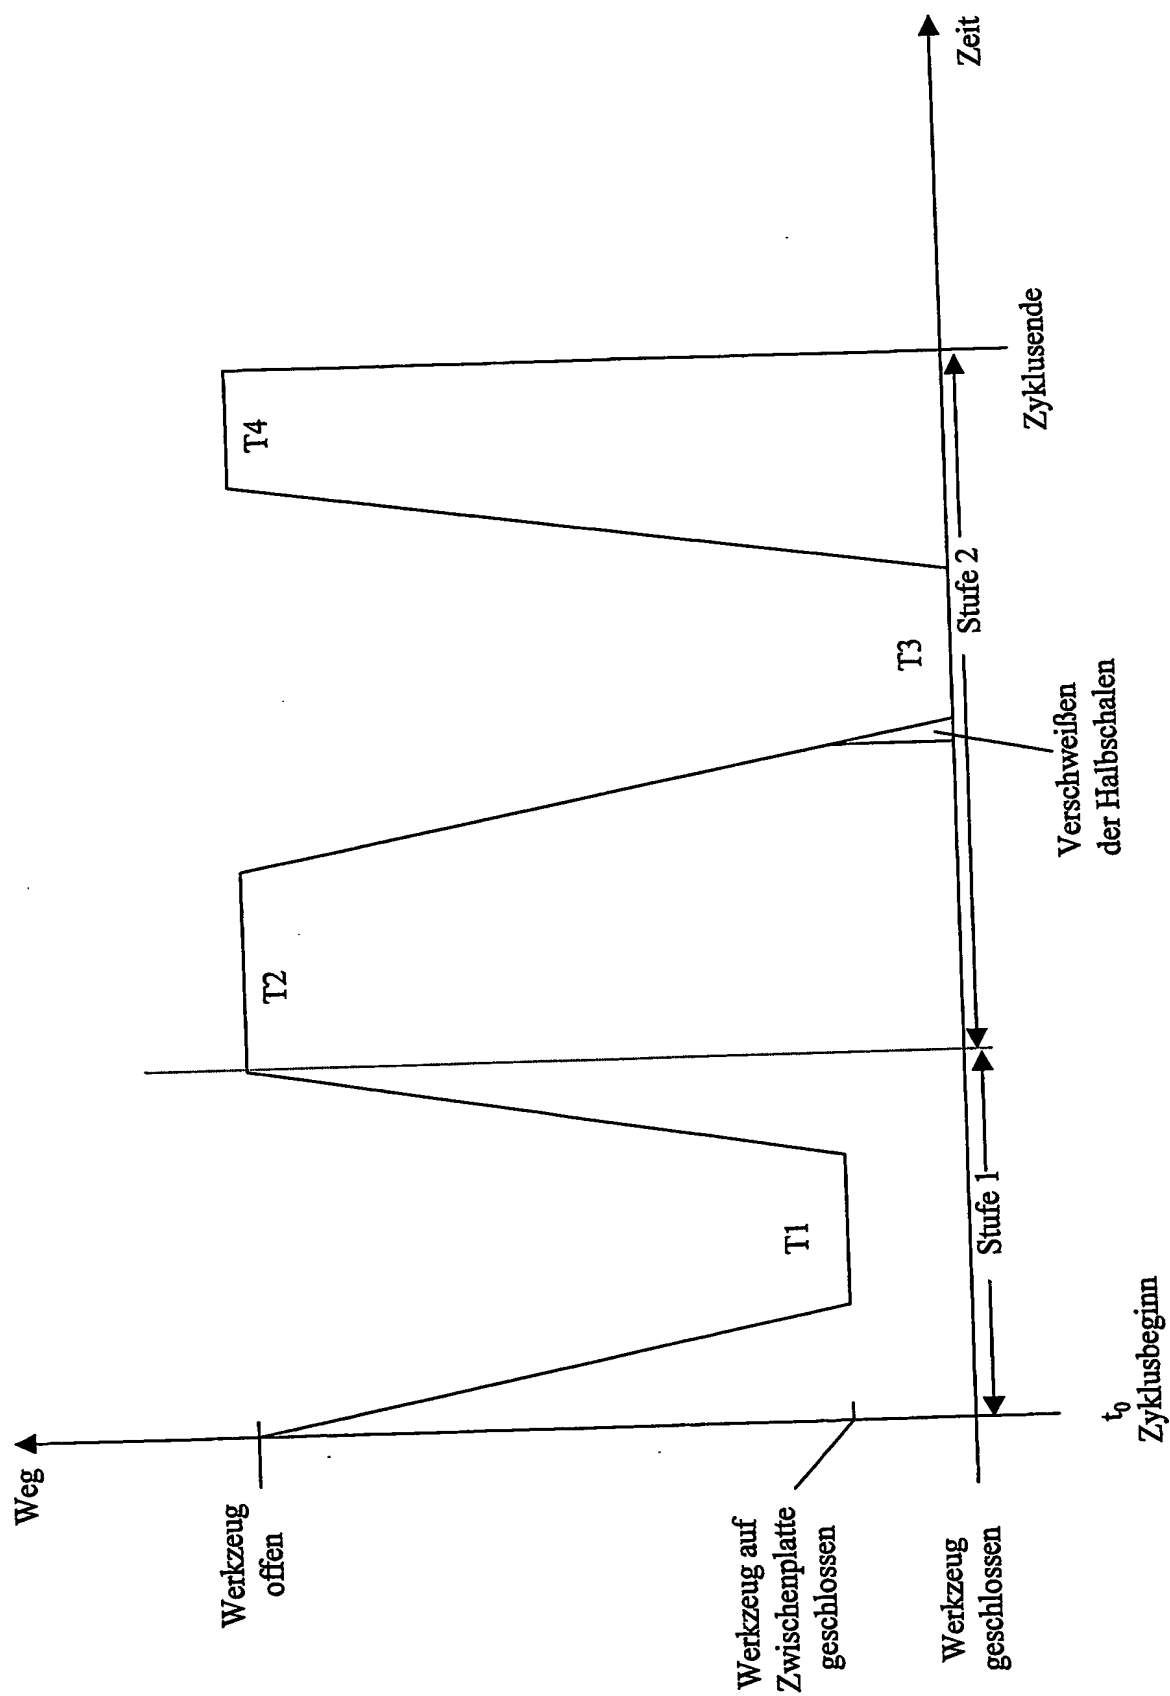 Weg
Werkzeug
offen
Werkzeug auf
Zwischenplatte
geschlossen
Werkzeug
geschlossen
T1
T2
T3
T4
Stufe 1
Stufe 2
t₀
Zyklusbeginn
Verschweißen
der Halbschalen
Zyklusende
Zeit